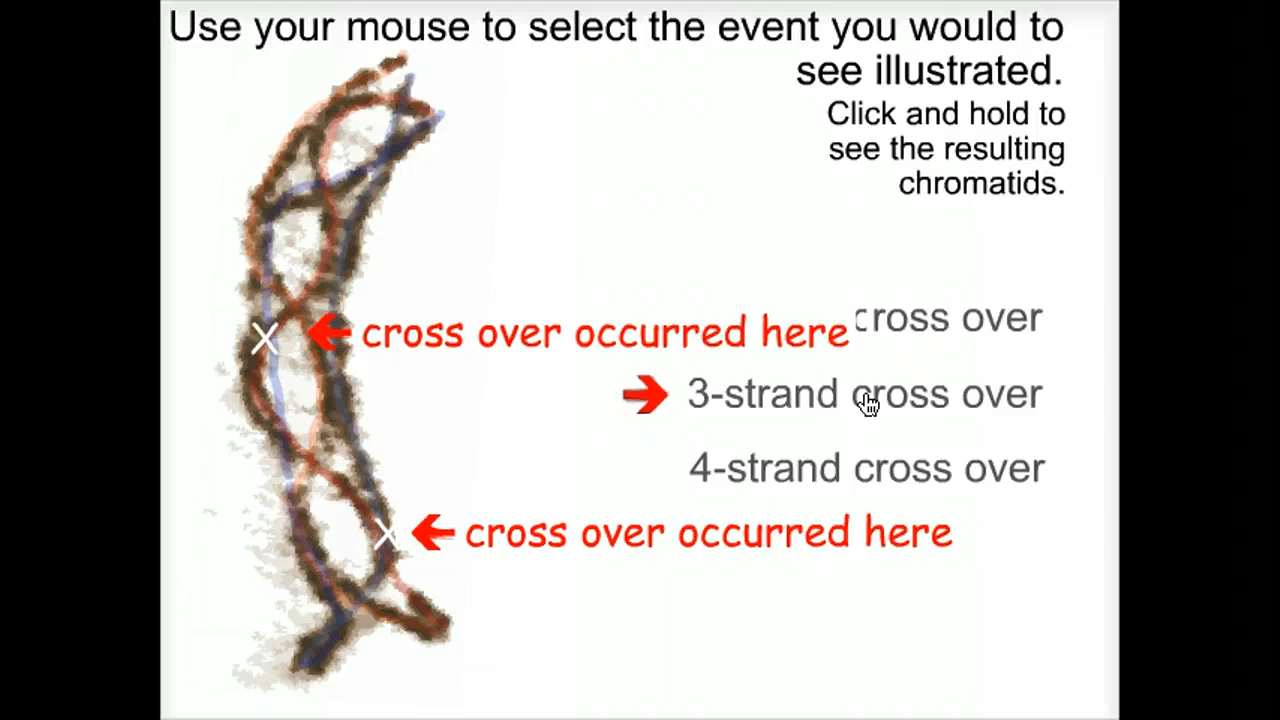 Use your mouse to select the event you would to
see illustrated.
Click and hold to
see the resulting
chromatids.
cross over
cross over occurred here
3-strand cross over
4-strand cross over
cross over occurred here